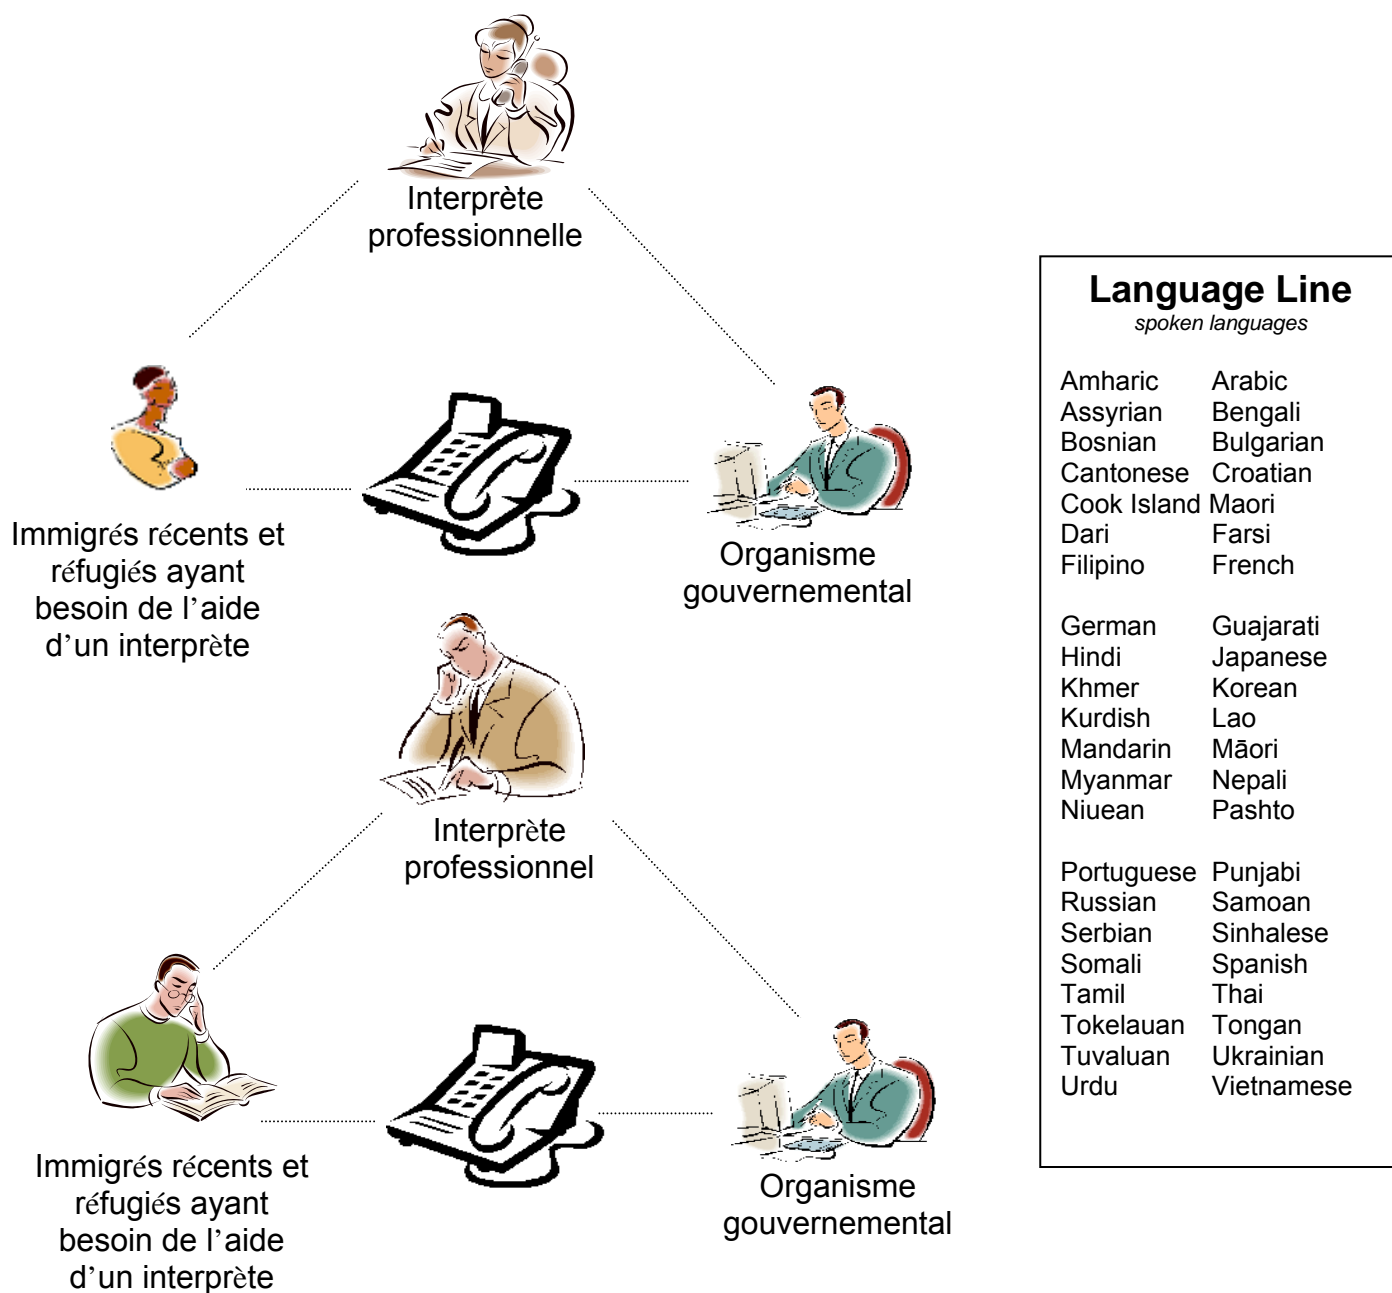 Interprète
professionnelle
Immigrés récents et
réfugiés ayant
besoin de l’aide
d’un interprète
Organisme
gouvernemental
Interprète
professionnel
Immigrés récents et
réfugiés ayant
besoin de l’aide
d’un interprète
Organisme
gouvernemental
Language Line
spoken languages
Amharic Arabic
Assyrian Bengali
Bosnian Bulgarian
Cantonese Croatian
Cook Island Maori
Dari Farsi
Filipino French
German Guajarati
Hindi Japanese
Khmer Korean
Kurdish Lao
Mandarin Māori
Myanmar Nepali
Niuean Pashto
Portuguese Punjabi
Russian Samoan
Serbian Sinhalese
Somali Spanish
Tamil Thai
Tokelauan Tongan
Tuvaluan Ukrainian
Urdu Vietnamese